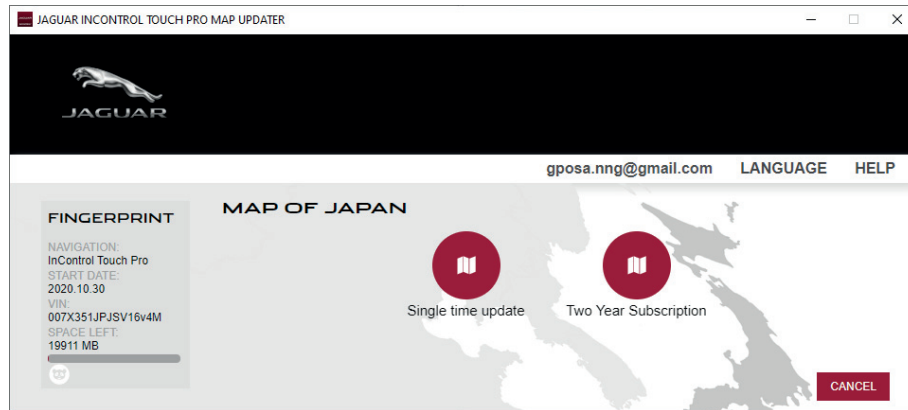 JAGUAR INCONTROL TOUCH PRO MAP UPDATER
JAGUAR
gposa.nng@gmail.com LANGUAGE HELP
FINGERPRINT
NAVIGATION:
InControl Touch Pro
START DATE:
2020.10.30
VIN:
007X351JPJSV16v4M
SPACE LEFT:
19911 MB
MAP OF JAPAN
Single time update
Two Year Subscription
CANCEL